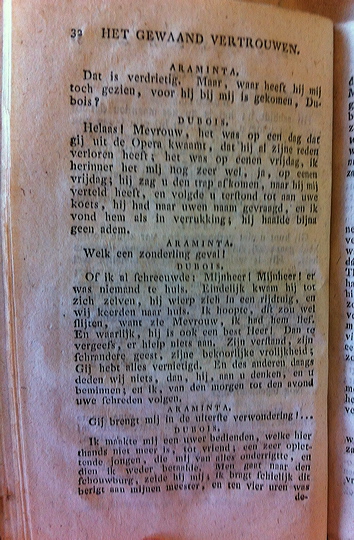 32 HET GEWAAND VERTROUWEN.
ARAMINTA.
Dat is verdrietig. Maar, waar heeft hij mij
toch gezien, voor hij bij mij is gekomen, Du-
bois?
DUBOIS.
Helaas! Mevrouw, het was op een dag dat
gij uit de Opera kwaamt, dat hij al zijne reden
verloren heeft; het was op eenen vrijdag, ik
herinner het mij nog zeer wel, ja, op eenen
vrijdag; hij zag u den trap afkomen, naar hij mij
verteld heeft, en volgde u terstond tot aan uwe
koets, hij had naar uwen naam gevraagd, en ik
vond hem als in verrukking; hij haalde bijna
geen adem.
ARAMINTA.
Welk een zonderling geval!
DUBOIS.
Of ik al schreeuwde: Mijnheer! Mijnheer! er
was niemand te huis. Eindelijk kwam hij tot
zich zelven, hij wierp zich in een rijdtuig, en
wij keerden naar huis. Ik hoopte, dit zou wel
slijten, want zie Mevrouw, ik had hem lief.
En waarlijk, hij is ook een best Heer! Dan te
vergeefs, er hielp niets aan. Zijn verstand, zijn
schrandere geest, zijne bekoorlijke vrolijkheid;
Gij hebt alles vernietigd. En des anderen daags
deden wij niets, dan, hij, aan u denken, en u
beminnen; en ik, van den morgen tot den avond
uwe schreden volgen.
ARAMINTA.
Gij brengt mij in de uiterste verwondering!...
DUBOIS.
Ik maakte mij een uwer bedienden, welke hier
thands niet meer is, tot vriend; een zeer oplet-
tende jongen, die mij van alles onderrigtte, en
dien ik weder betaalde. Men gaat naar den
schouwburg, zeide hij mij; ik bragt schielijk dit
berigt aan mijnen meester, en ten vier uren was
de-